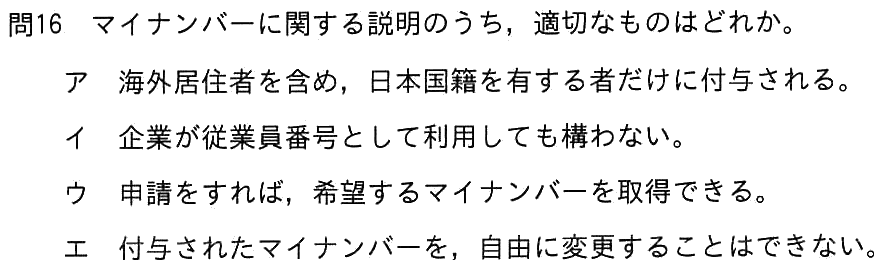 問16　マイナンバーに関する説明のうち，適切なものはどれか。
ア　海外居住者を含め，日本国籍を有する者だけに付与される。
イ　企業が従業員番号として利用しても構わない。
ウ　申請をすれば，希望するマイナンバーを取得できる。
エ　付与されたマイナンバーを，自由に変更することはできない。